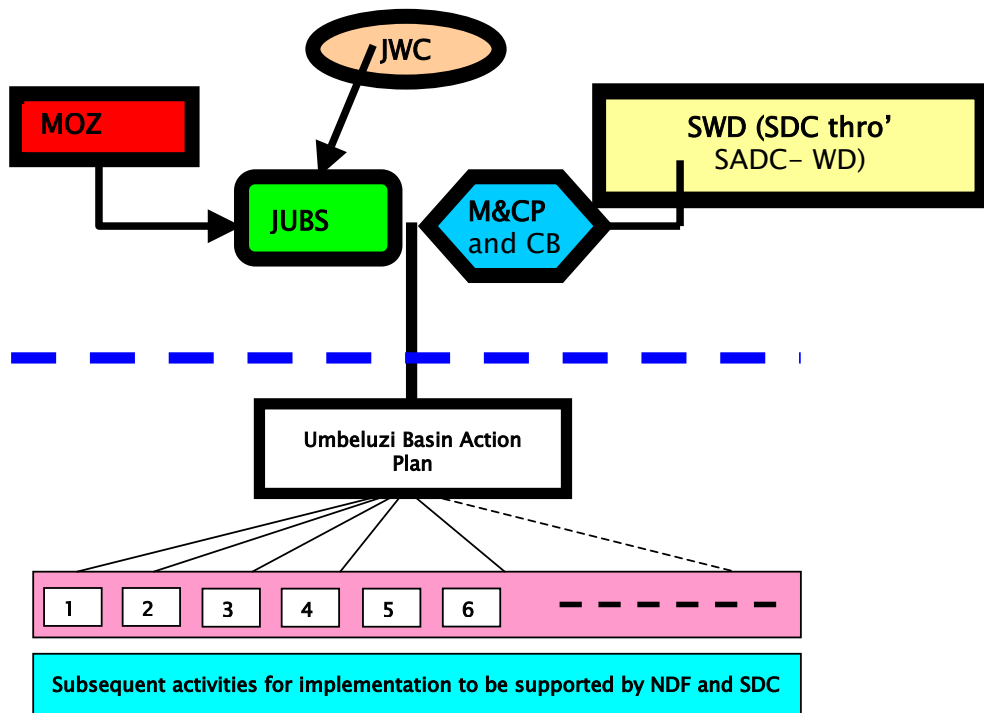 JWC
MOZ
SWD (SDC thro’
SADC– WD)
JUBS
M&CP
and CB
Umbeluzi Basin Action
Plan
1 2 3 4 5 6
Subsequent activities for implementation to be supported by NDF and SDC